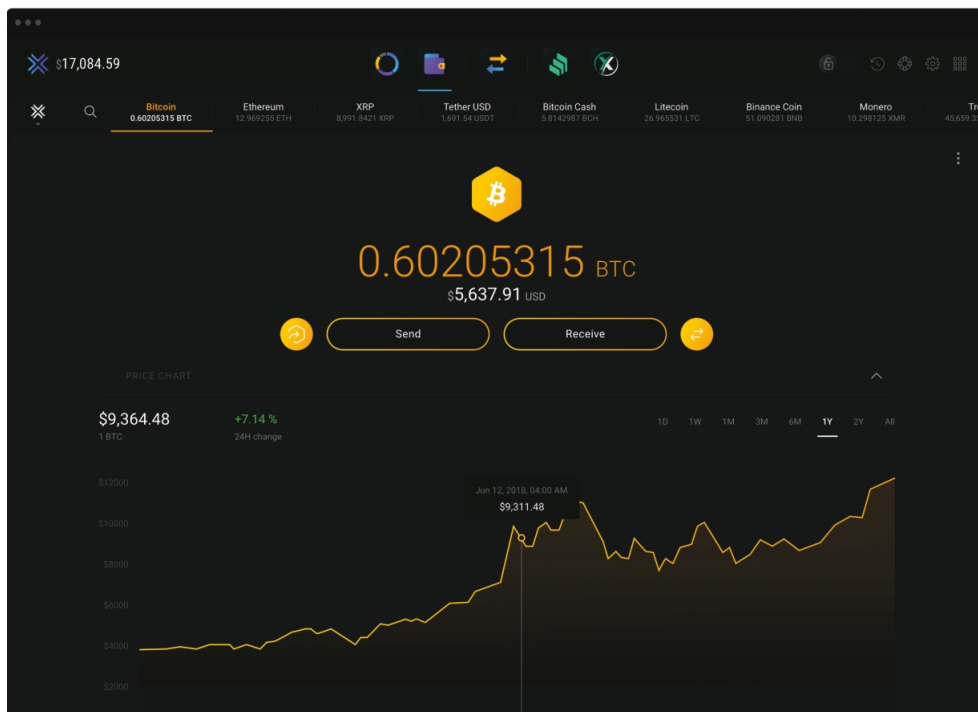 $17,084.59
Bitcoin Ethereum XRP Tether USD Bitcoin Cash Litecoin Binance Coin Monero Tr
0.60205315 BTC 12.969255 ETH 8,991.8421 XRP 1,691.54 USDT 5.8142987 BCH 26.965531 LTC 51.090281 BNB 10.298125 XMR 45,659.35
0.60205315 BTC
$5,637.91 USD
Send Receive
PRICE CHART
$9,364.48 +7.14 % 1D 1W 1M 3M 6M 1Y 2Y All
1 BTC 24H change
$12000
Jun 12, 2018, 04:00 AM
$9,311.48
$10000
$8000
$6000
$4000
$2000